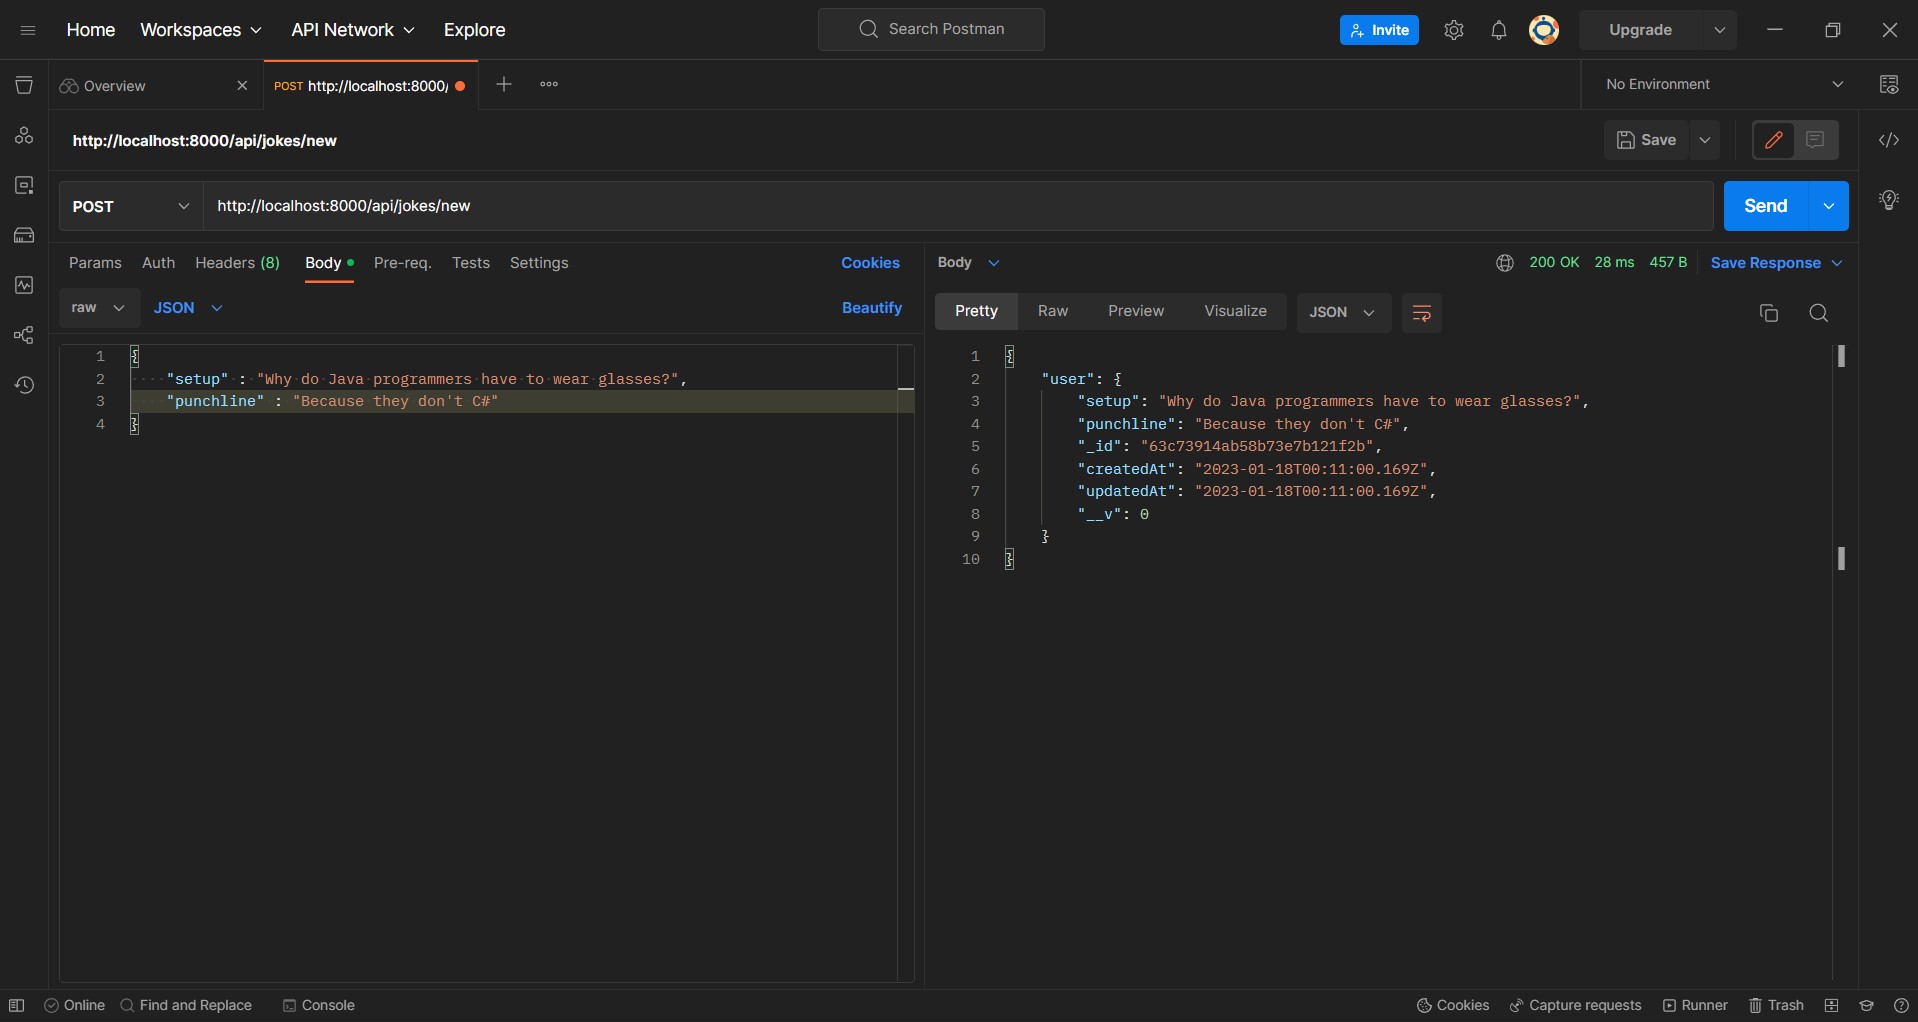 Home Workspaces API Network Explore Search Postman Invite Upgrade
Overview POST http://localhost:8000/ No Environment
http://localhost:8000/api/jokes/new Save
POST http://localhost:8000/api/jokes/new Send
Params Auth Headers (8) Body Pre-req. Tests Settings Cookies
raw JSON Beautify
1 {
2 "setup" : "Why do Java programmers have to wear glasses?",
3 "punchline" : "Because they don't C#"
4 }
Body 200 OK 28 ms 457 B Save Response
Pretty Raw Preview Visualize JSON
1 {
2 "user": {
3 "setup": "Why do Java programmers have to wear glasses?",
4 "punchline": "Because they don't C#",
5 "_id": "63c73914ab58b73e7b121f2b",
6 "createdAt": "2023-01-18T00:11:00.169Z",
7 "updatedAt": "2023-01-18T00:11:00.169Z",
8 "__v": 0
9 }
10 }
Online Find and Replace Console Cookies Capture requests Runner Trash